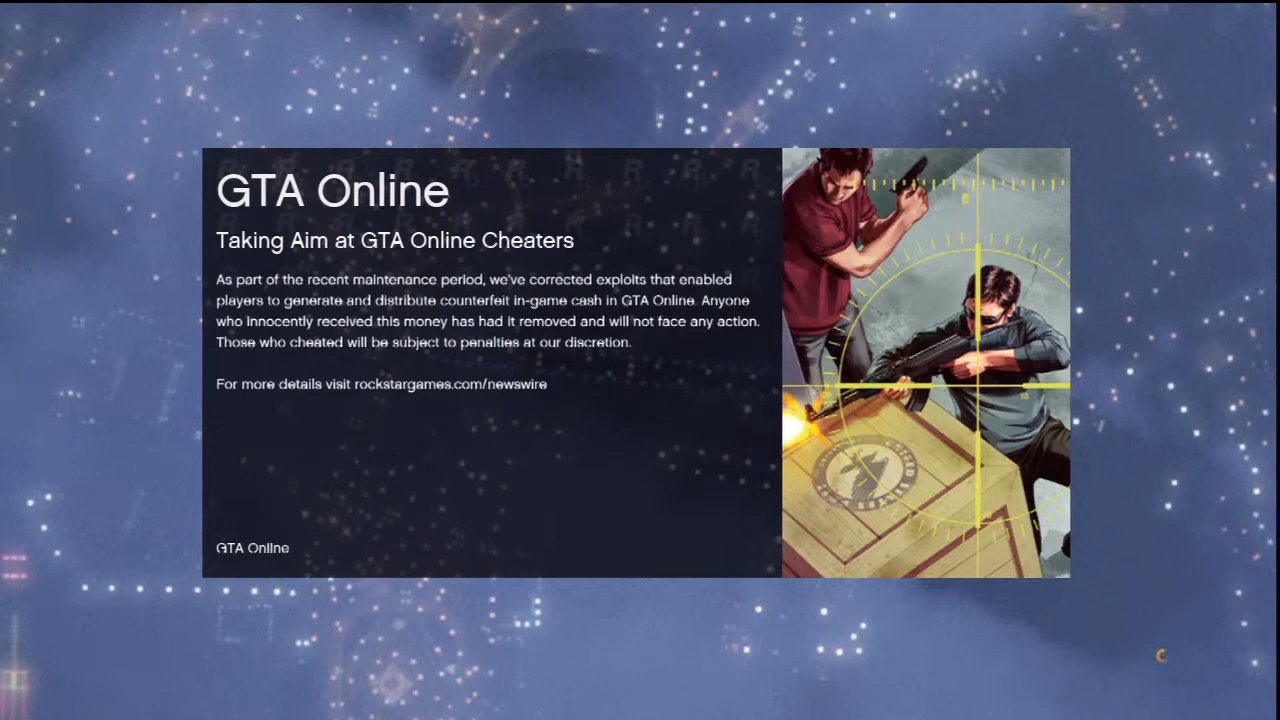 GTA Online
Taking Aim at GTA Online Cheaters
As part of the recent maintenance period, we've corrected exploits that enabled
players to generate and distribute counterfeit in-game cash in GTA Online. Anyone
who innocently received this money has had it removed and will not face any action.
Those who cheated will be subject to penalties at our discretion.
For more details visit rockstargames.com/newswire
GTA Online